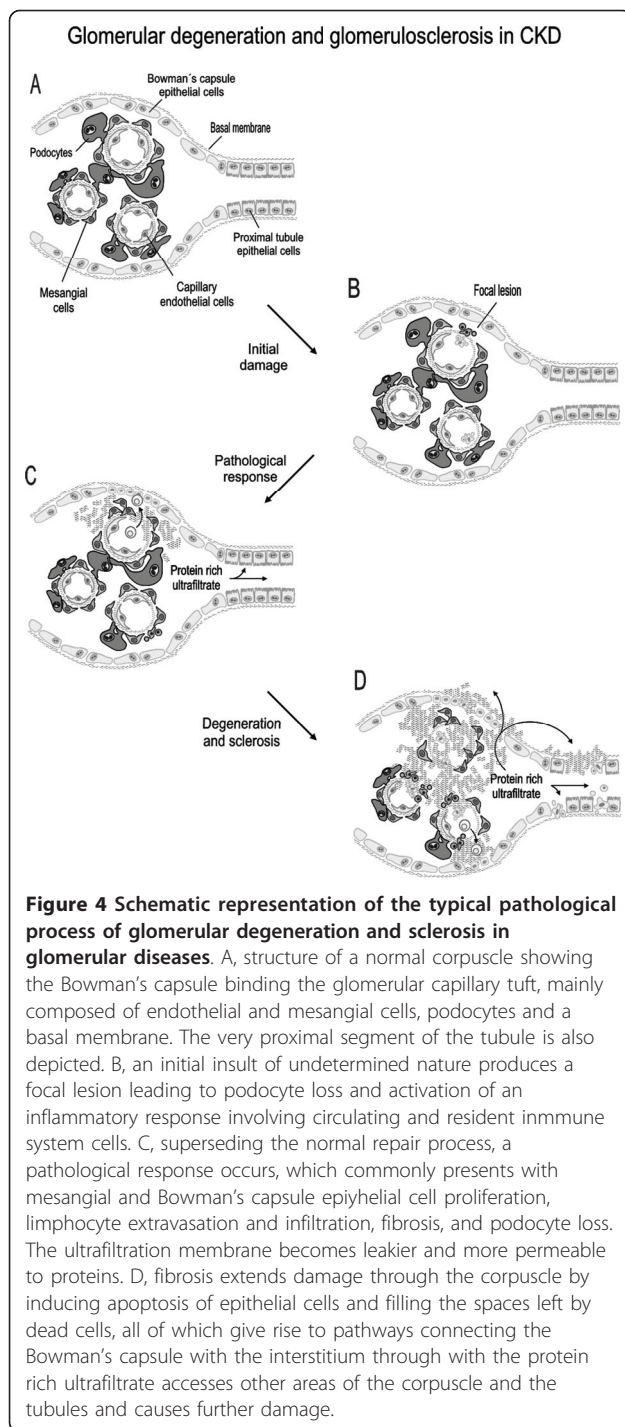 Glomerular degeneration and glomerulosclerosis in CKD
A
Bowman´s capsule
epithelial cells
Basal membrane
Podocytes
Proximal tubule
epithelial cells
Mesangial
cells
Capillary
endothelial cells
B
Focal lesion
Initial
damage
Pathological
response
C
Protein rich
ultrafiltrate
D
Degeneration
and sclerosis
Protein rich
ultrafiltrate
Figure 4 Schematic representation of the typical pathological
process of glomerular degeneration and sclerosis in
glomerular diseases. A, structure of a normal corpuscle showing
the Bowman's capsule binding the glomerular capillary tuft, mainly
composed of endothelial and mesangial cells, podocytes and a
basal membrane. The very proximal segment of the tubule is also
depicted. B, an initial insult of undetermined nature produces a
focal lesion leading to podocyte loss and activation of an
inflammatory response involving circulating and resident inmmune
system cells. C, superseding the normal repair process, a
pathological response occurs, which commonly presents with
mesangial and Bowman's capsule epiyhelial cell proliferation,
limphocyte extravasation and infiltration, fibrosis, and podocyte loss.
The ultrafiltration membrane becomes leakier and more permeable
to proteins. D, fibrosis extends damage through the corpuscle by
inducing apoptosis of epithelial cells and filling the spaces left by
dead cells, all of which give rise to pathways connecting the
Bowman's capsule with the interstitium through with the protein
rich ultrafiltrate accesses other areas of the corpuscle and the
tubules and causes further damage.